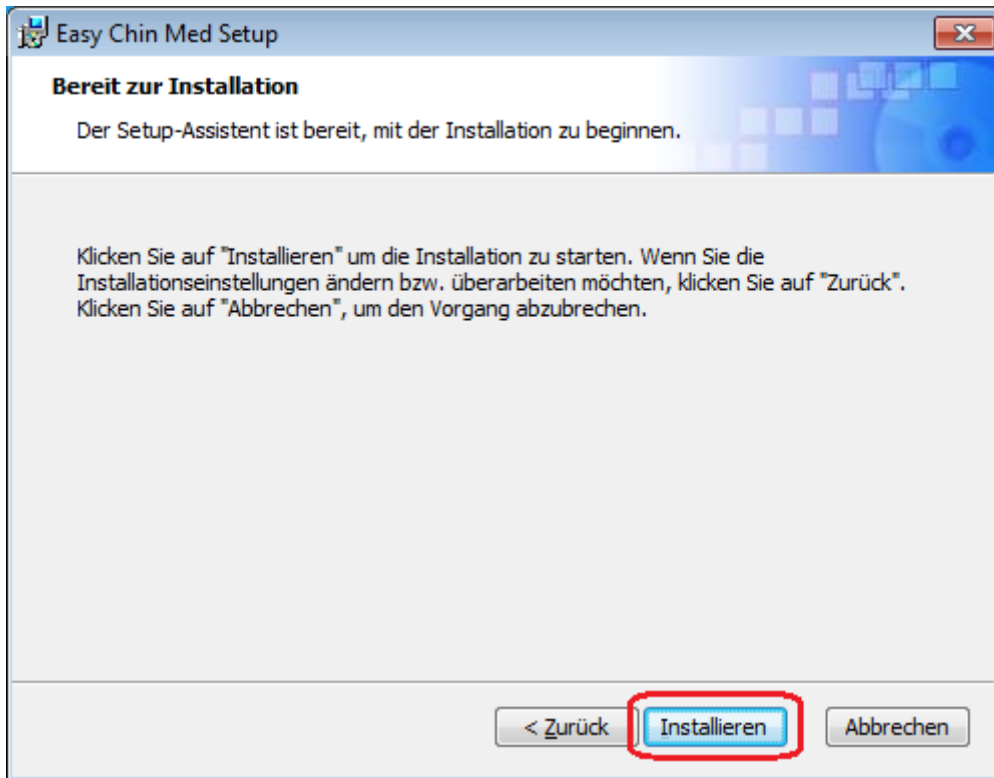 Easy Chin Med Setup
Bereit zur Installation
Der Setup-Assistent ist bereit, mit der Installation zu beginnen.
Klicken Sie auf "Installieren" um die Installation zu starten. Wenn Sie die
Installationseinstellungen ändern bzw. überarbeiten möchten, klicken Sie auf "Zurück".
Klicken Sie auf "Abbrechen", um den Vorgang abzubrechen.
< Zurück Installieren Abbrechen